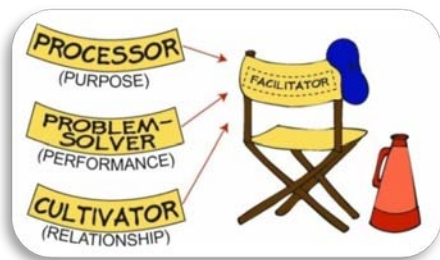 PROCESSOR
(PURPOSE)
PROBLEM-
SOLVER
(PERFORMANCE)
CULTIVATOR
(RELATIONSHIP)
FACILITATOR